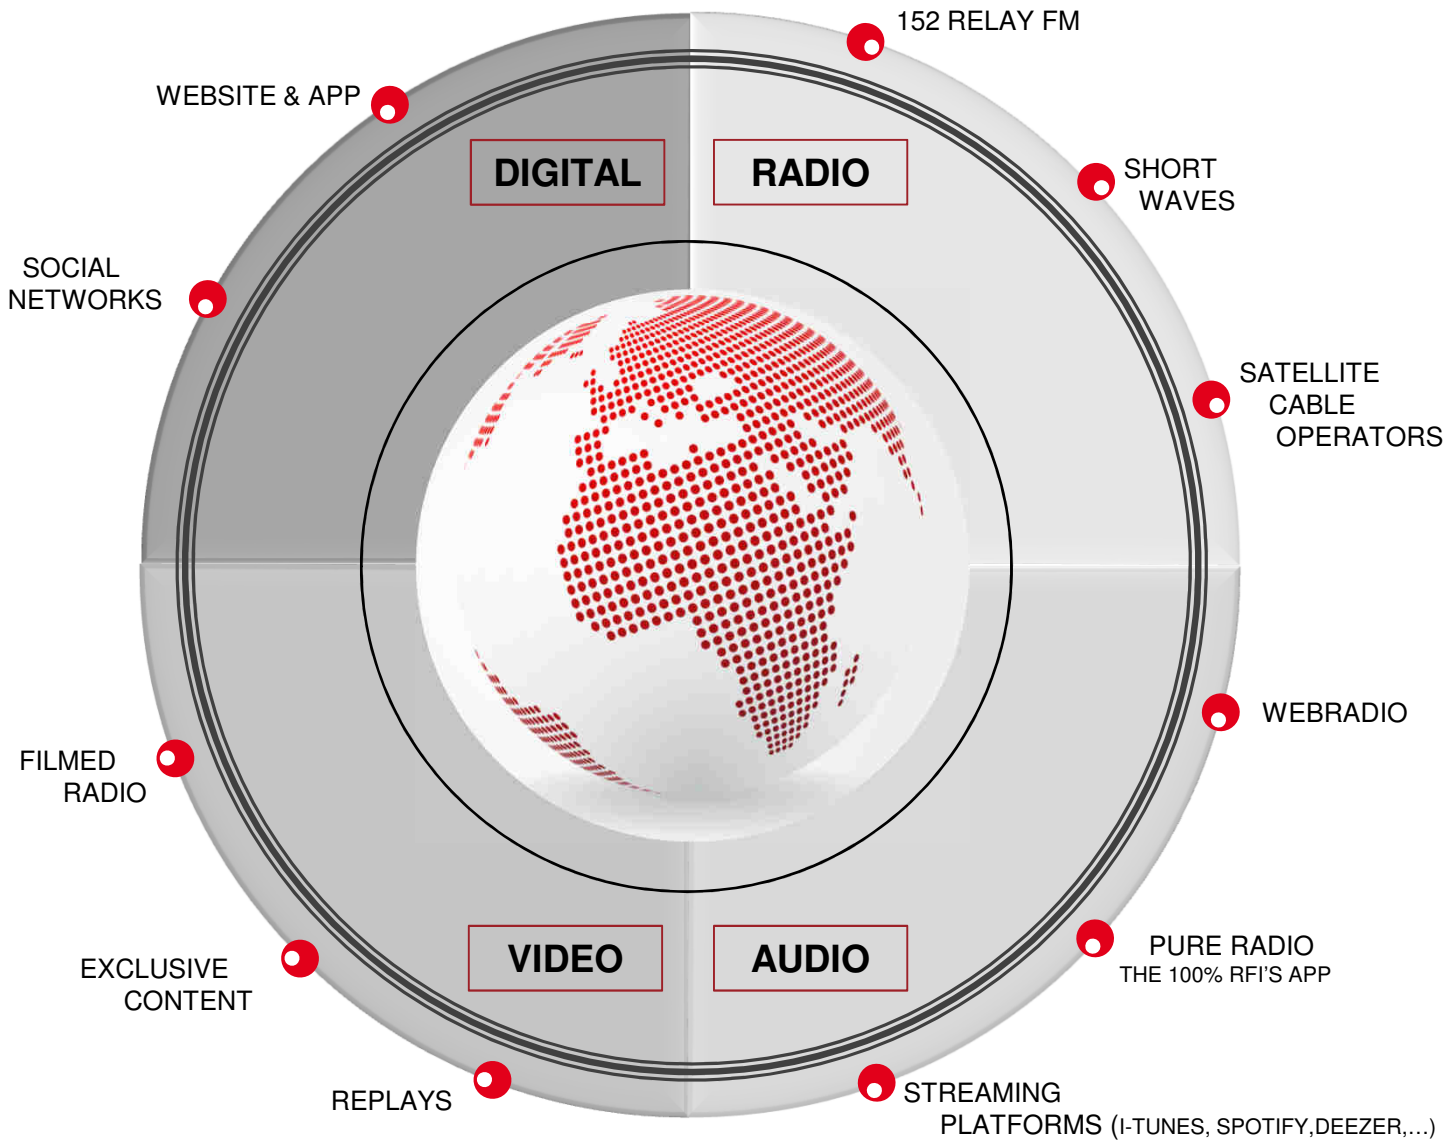 152 RELAY FM
WEBSITE & APP
DIGITAL
RADIO
SHORT
WAVES
SOCIAL
NETWORKS
SATELLITE
CABLE
OPERATORS
WEBRADIO
FILMED
RADIO
VIDEO
AUDIO
PURE RADIO
THE 100% RFI'S APP
EXCLUSIVE
CONTENT
REPLAYS
STREAMING
PLATFORMS (I-TUNES, SPOTIFY,DEEZER,...)